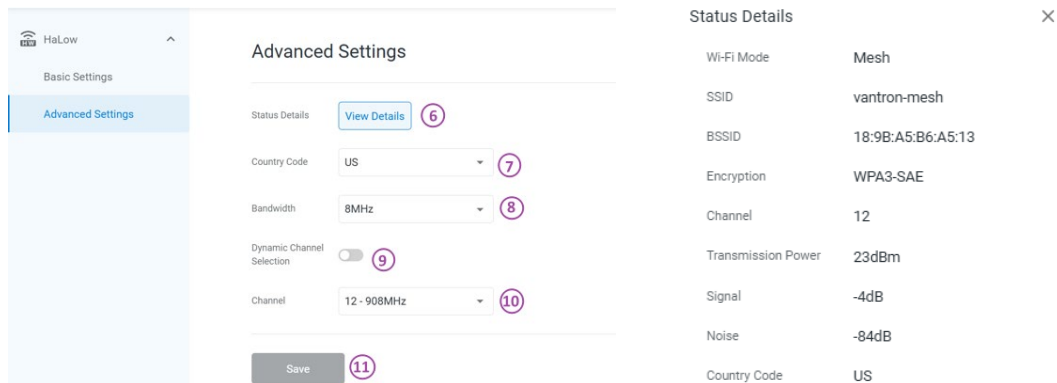 HaLow
Basic Settings
Advanced Settings
Advanced Settings
Status Details
View Details
6
Country Code
US
7
Bandwidth
8MHz
8
Dynamic Channel
Selection
9
Channel
12 - 908MHz
10
Save
11
Status Details
Wi-Fi Mode
Mesh
SSID
vantron-mesh
BSSID
18:9B:A5:B6:A5:13
Encryption
WPA3-SAE
Channel
12
Transmission Power
23dBm
Signal
-4dB
Noise
-84dB
Country Code
US